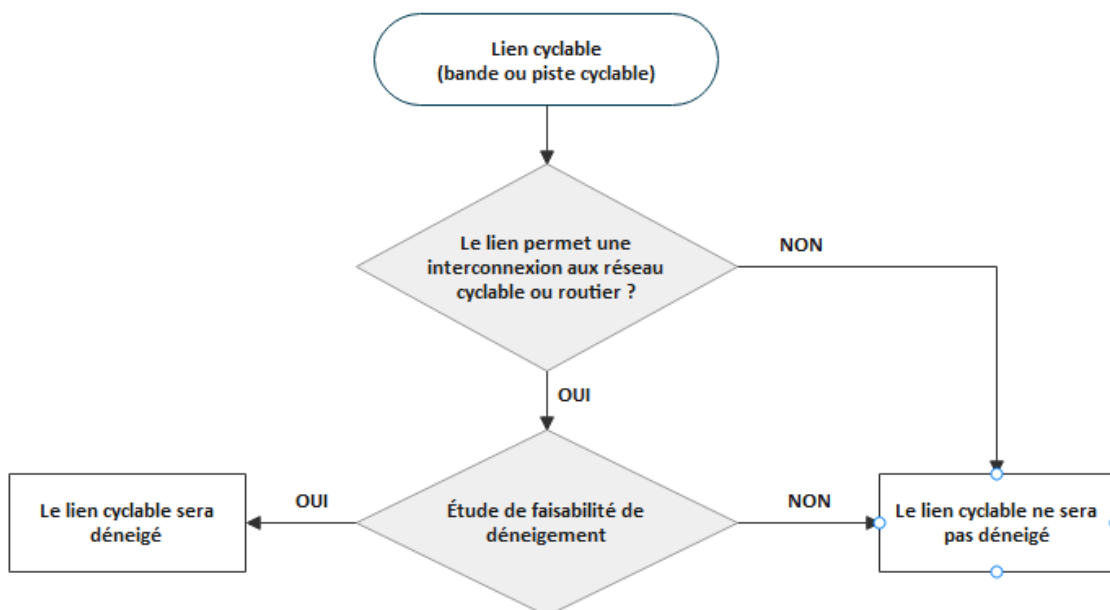 Lien cyclable
(bande ou piste cyclable)
Le lien permet une
interconnexion aux réseau
cyclable ou routier ?
NON
OUI
Le lien cyclable sera
déneigé
OUI
Étude de faisabilité de
déneigement
NON
Le lien cyclable ne sera
pas déneigé